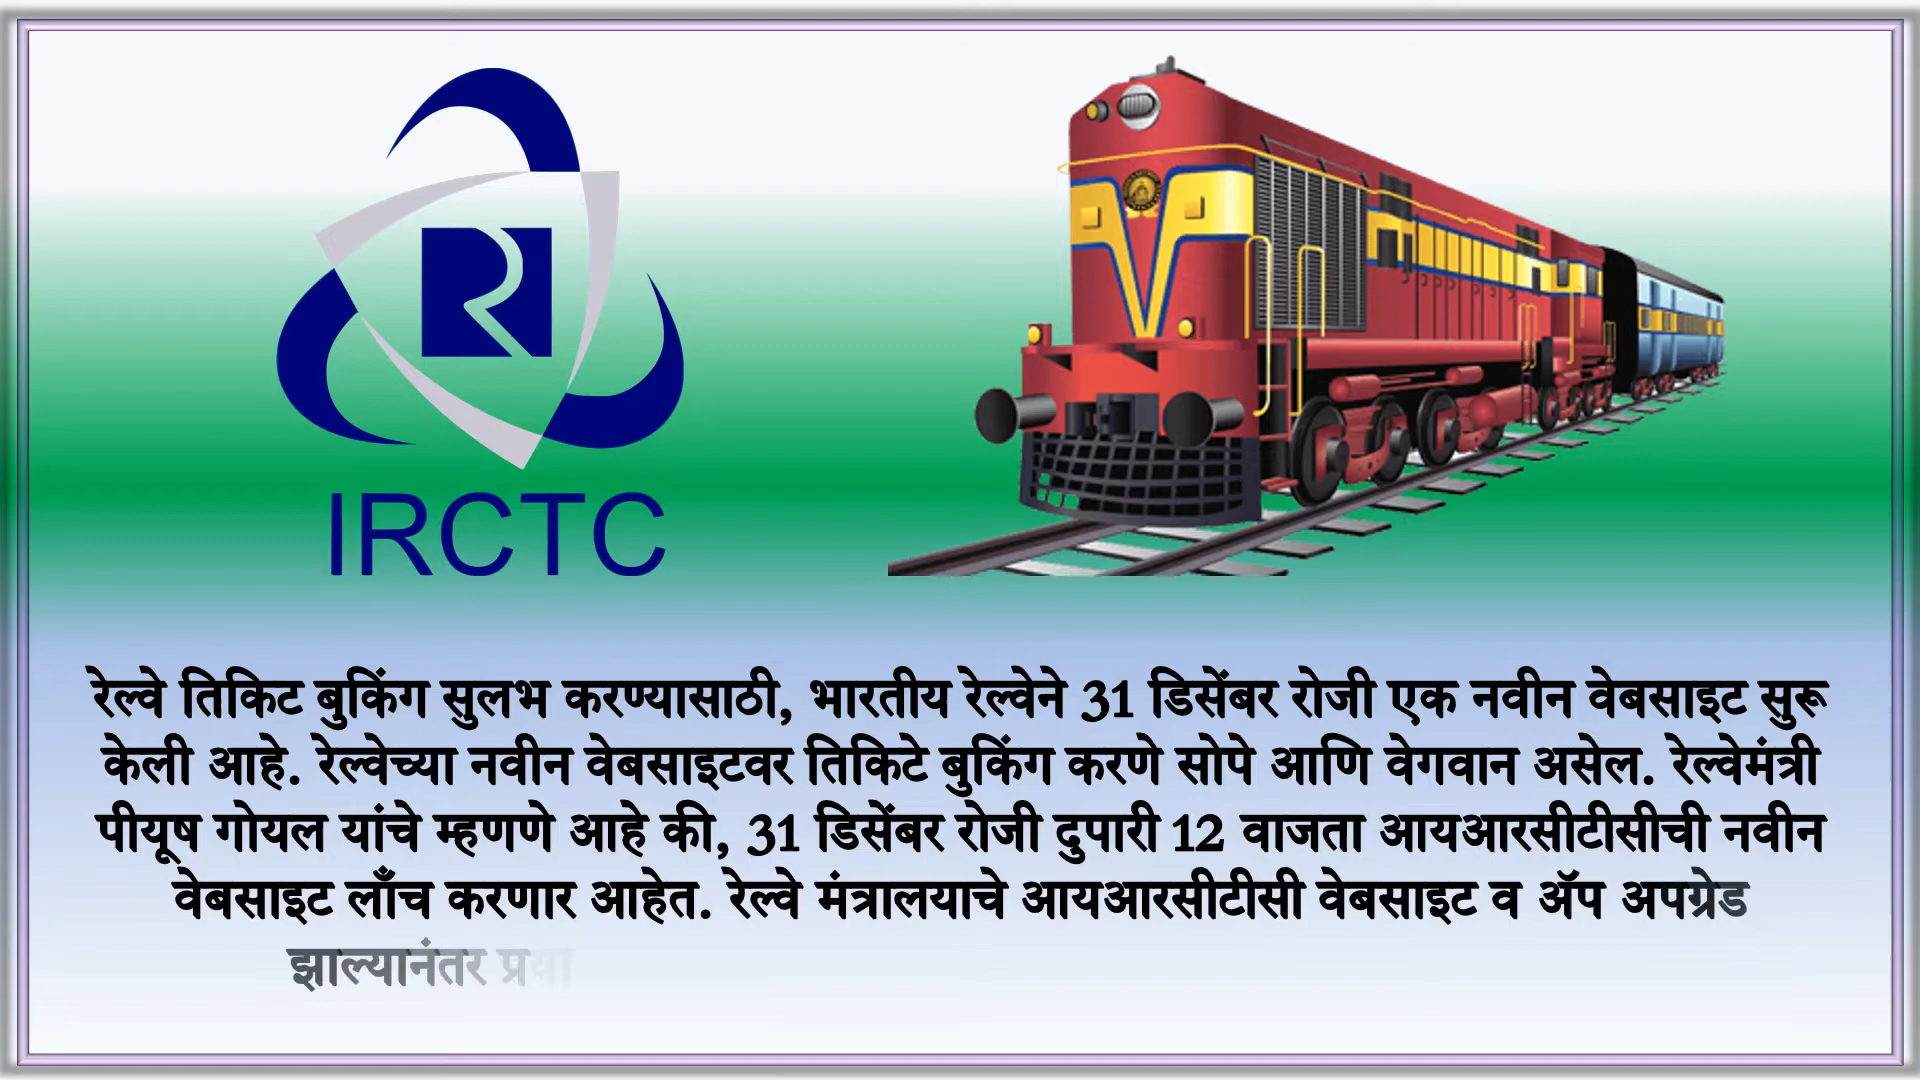 IRCTC
रेल्वे तिकिट बुकिंग सुलभ करण्यासाठी, भारतीय रेल्वेने 31 डिसेंबर रोजी एक नवीन वेबसाइट सुरू
केली आहे. रेल्वेच्या नवीन वेबसाइटवर तिकिटे बुकिंग करणे सोपे आणि वेगवान असेल. रेल्वेमंत्री
पीयूष गोयल यांचे म्हणणे आहे की, 31 डिसेंबर रोजी दुपारी 12 वाजता आयआरसीटीसीची नवीन
वेबसाइट लाँच करणार आहेत. रेल्वे मंत्रालयाचे आयआरसीटीसी वेबसाइट व ॲप अपग्रेड
झाल्यानंतर